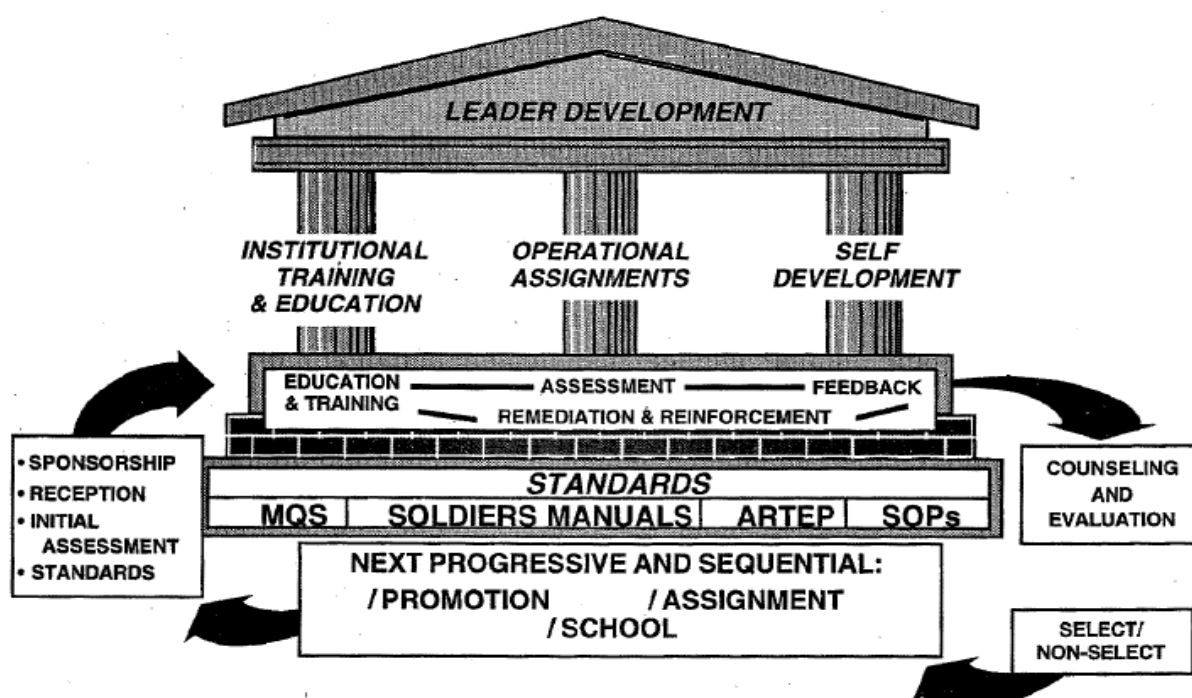 LEADER DEVELOPMENT
INSTITUTIONAL
TRAINING
& EDUCATION
OPERATIONAL
ASSIGNMENTS
SELF
DEVELOPMENT
EDUCATION
& TRAINING
ASSESSMENT
FEEDBACK
REMEDIATION & REINFORCEMENT
• SPONSORSHIP
• RECEPTION
• INITIAL
ASSESSMENT
• STANDARDS
STANDARDS
MQS
SOLDIERS MANUALS
ARTEP
SOPs
COUNSELING
AND
EVALUATION
NEXT PROGRESSIVE AND SEQUENTIAL:
/PROMOTION /ASSIGNMENT
/SCHOOL
SELECT/
NON-SELECT